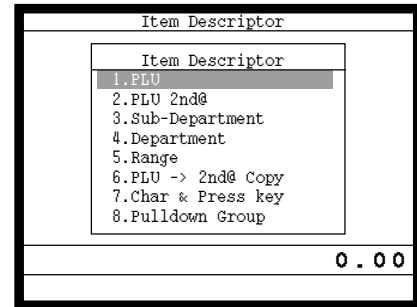 Item Descriptor
Item Descriptor
1.PLU
2.PLU 2nd@
3.Sub-Department
4.Department
5.Range
6.PLU -> 2nd@ Copy
7.Char & Press key
8.Pulldown Group
0.00